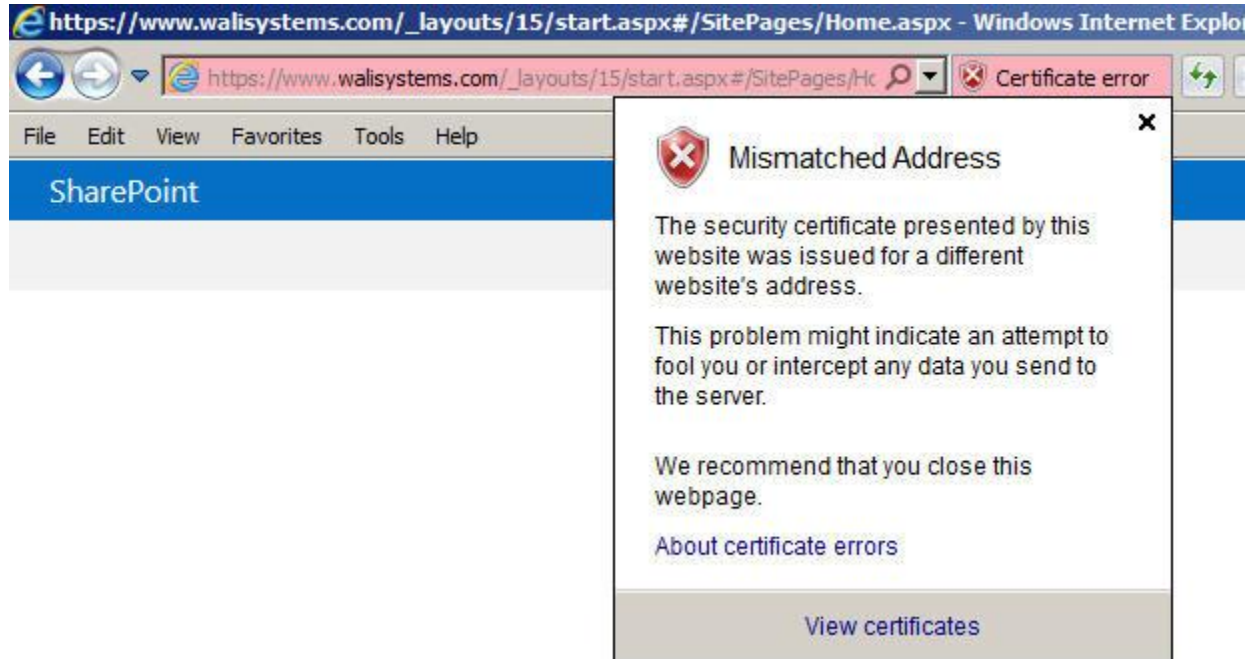 https://www.walisystems.com/_layouts/15/start.aspx#/SitePages/Home.aspx - Windows Internet Explor
https://www.walisystems.com/_layouts/15/start.aspx#/SitePages/Hc
Certificate error
File Edit View Favorites Tools Help
SharePoint
Mismatched Address
The security certificate presented by this
website was issued for a different
website's address.
This problem might indicate an attempt to
fool you or intercept any data you send to
the server.
We recommend that you close this
webpage.
About certificate errors
View certificates